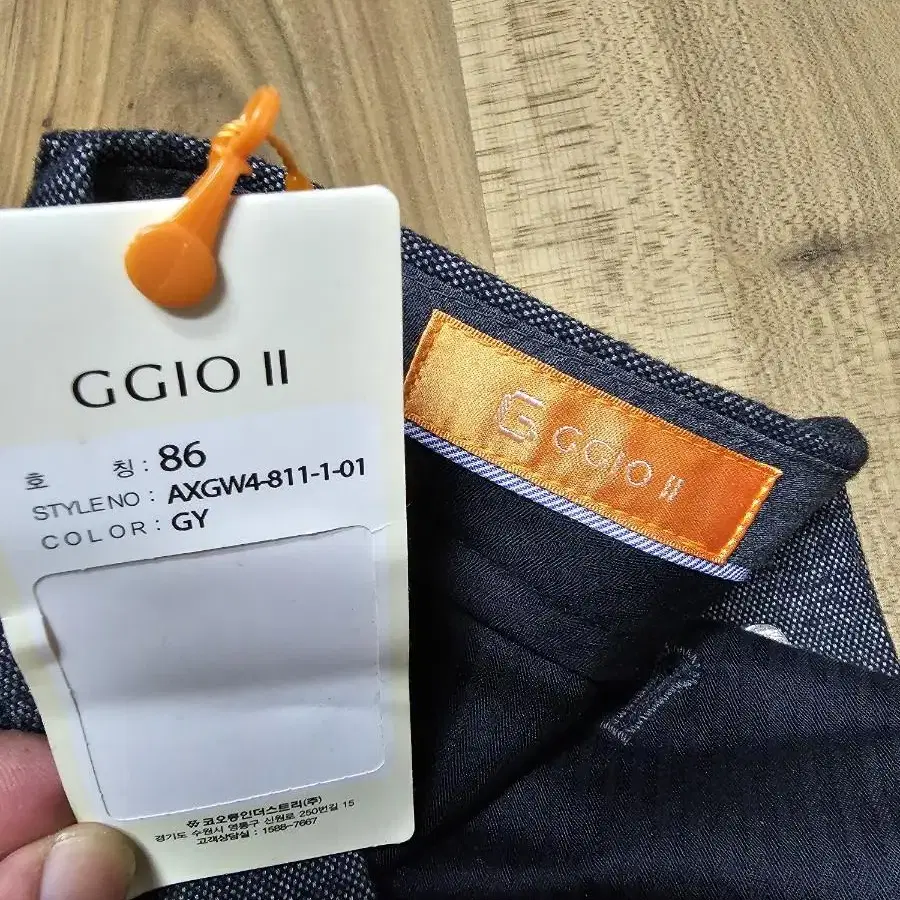 GGIO II
호 칭 : 86
STYLE NO : AXGW4-811-1-01
COLOR : GY
코오롱인더스트리(주)
경기도 수원시 영통구 신원로 250번길 15
고객상담실 : 1588-7667
G GGIO II